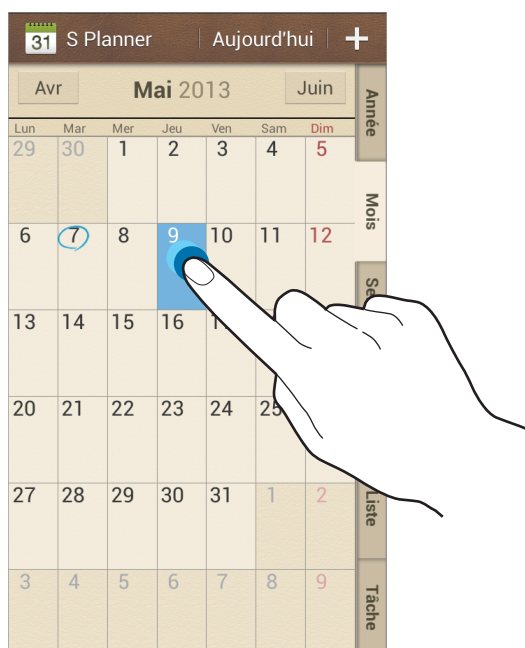 31 S Planner Aujourd'hui +
Avr Mai 2013 Juin
Lun Mar Mer Jeu Ven Sam Dim
29 30 1 2 3 4 5
6 7 8 9 10 11 12
13 14 15 16
20 21 22 23 24 25
27 28 29 30 31 1 2
3 4 5 6 7 8 9
Année
Mois
Liste
Tâche